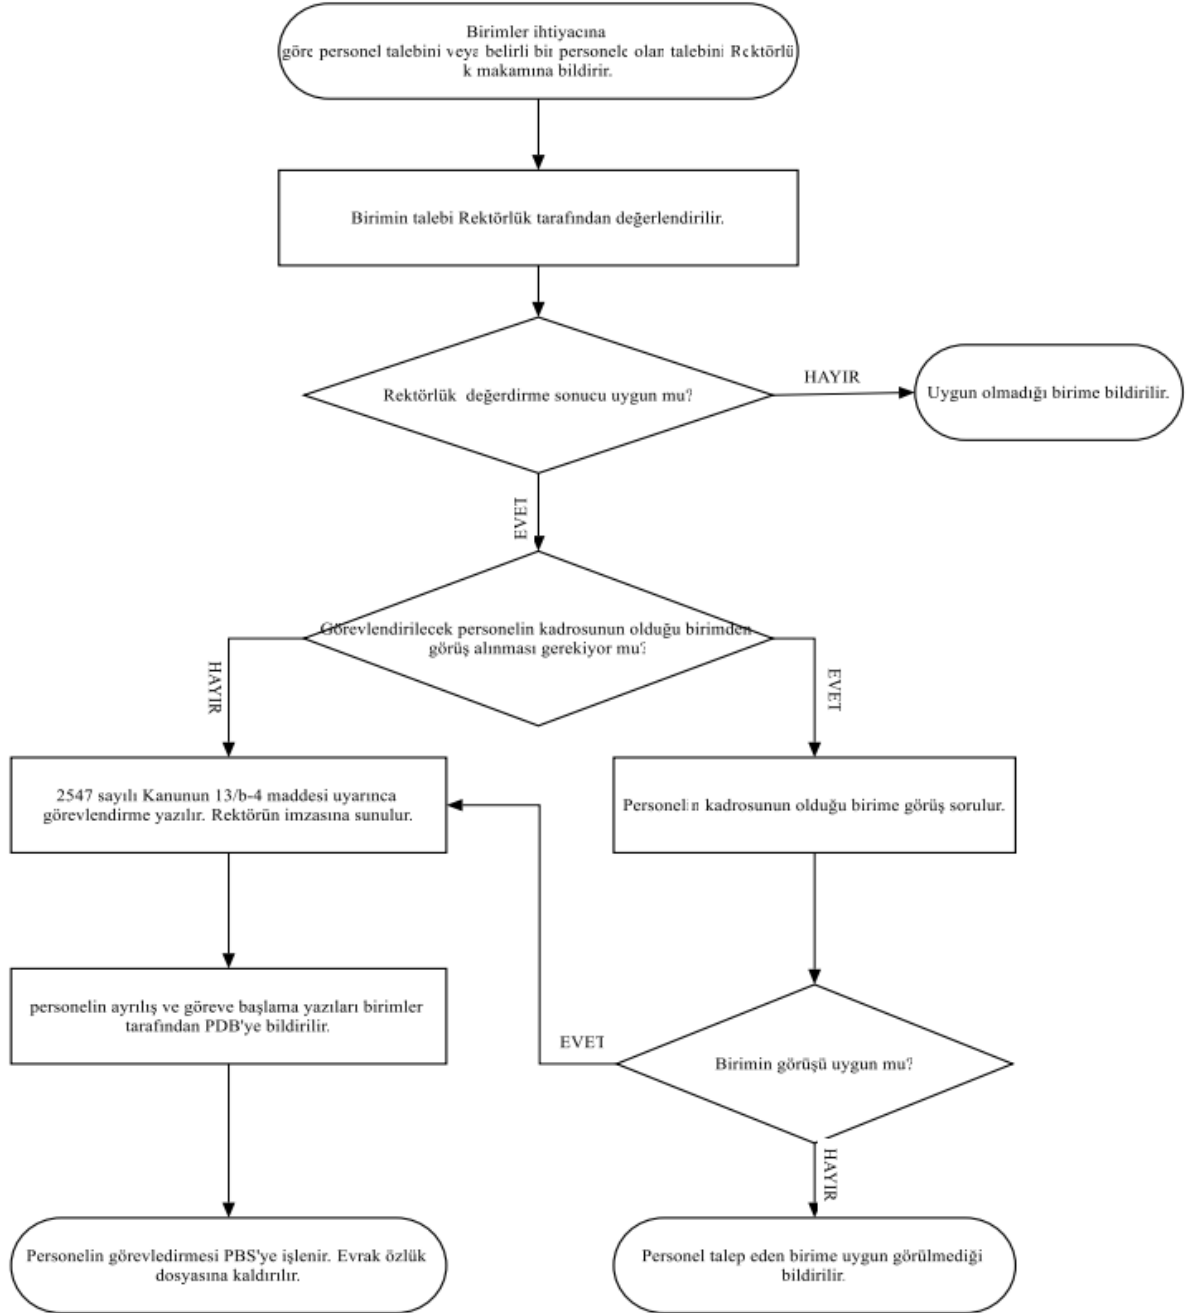 Birimler ihtiyacına
göre personel talebini veya belirli bir personele olan talebini Rektörlü
k makamına bildirir.
Birimin talebi Rektörlük tarafından değerlendirilir.
Rektörlük değerdirme sonucu uygun mu?
HAYIR
Uygun olmadığı birime bildirilir.
EVET
Görevlendirilecek personelin kadrosunun olduğu birimden
görüş alınması gerekiyor mu?
HAYIR
EVET
2547 sayılı Kanunun 13/b-4 maddesi uyarınca
görevlendirme yazılır. Rektörün imzasına sunulur.
Personelin kadrosunun olduğu birime görüş sorulur.
personelin ayrılış ve göreve başlama yazıları birimler
tarafından PDB'ye bildirilir.
EVET
Birimin görüşü uygun mu?
HAYIR
Personelin görevledirmesi PBS'ye işlenir. Evrak özlük
dosyasına kaldırılır.
Personel talep eden birime uygun görülmediği
bildirilir.